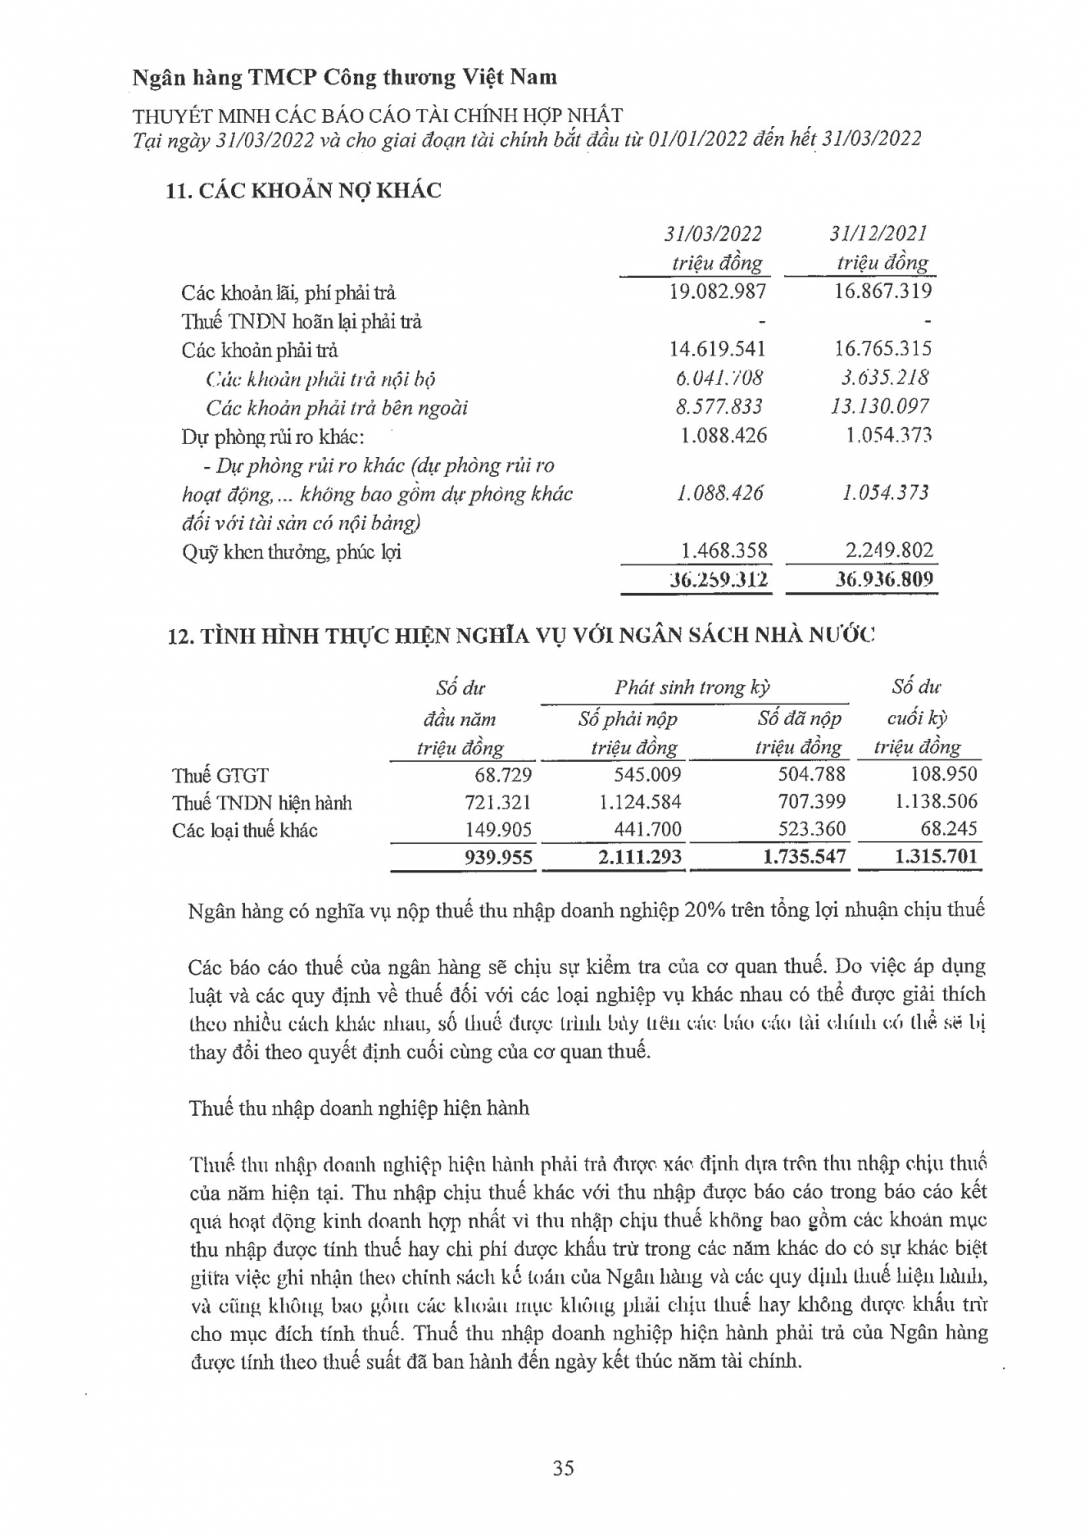 Ngân hàng TMCP Công thương Việt Nam
THUYẾT MINH CÁC BÁO CÁO TÀI CHÍNH HỢP NHẤT
Tại ngày 31/03/2022 và cho giai đoạn tài chính bắt đầu từ 01/01/2022 đến hết 31/03/2022
11. CÁC KHOẢN NỢ KHÁC
31/03/2022 31/12/2021
triệu đồng triệu đồng
Các khoản lãi, phí phải trả 19.082.987 16.867.319
Thuế TNDN hoãn lại phải trả - -
Các khoản phải trả 14.619.541 16.765.315
Các khoản phải trả nội bộ 6.041.708 3.635.218
Các khoản phải trả bên ngoài 8.577.833 13.130.097
Dự phòng rủi ro khác: 1.088.426 1.054.373
- Dự phòng rủi ro khác (dự phòng rủi ro
hoạt động,... không bao gồm dự phòng khác 1.088.426 1.054.373
đối với tài sản có nội bảng)
Quỹ khen thưởng, phúc lợi 1.468.358 2.249.802
36.259.312 36.936.809
12. TÌNH HÌNH THỰC HIỆN NGHĨA VỤ VỚI NGÂN SÁCH NHÀ NƯỚC
Số dư Phát sinh trong kỳ Số dư
đầu năm Số phải nộp Số đã nộp cuối kỳ
triệu đồng triệu đồng triệu đồng triệu đồng
Thuế GTGT 68.729 545.009 504.788 108.950
Thuế TNDN hiện hành 721.321 1.124.584 707.399 1.138.506
Các loại thuế khác 149.905 441.700 523.360 68.245
939.955 2.111.293 1.735.547 1.315.701
Ngân hàng có nghĩa vụ nộp thuế thu nhập doanh nghiệp 20% trên tổng lợi nhuận chịu thuế
Các báo cáo thuế của ngân hàng sẽ chịu sự kiểm tra của cơ quan thuế. Do việc áp dụng
luật và các quy định về thuế đối với các loại nghiệp vụ khác nhau có thể được giải thích
theo nhiều cách khác nhau, số thuế được trình bày trên các báo cáo tài chính có thể sẽ bị
thay đổi theo quyết định cuối cùng của cơ quan thuế.
Thuế thu nhập doanh nghiệp hiện hành
Thuế thu nhập doanh nghiệp hiện hành phải trả được xác định dựa trên thu nhập chịu thuế
của năm hiện tại. Thu nhập chịu thuế khác với thu nhập được báo cáo trong báo cáo kết
quả hoạt động kinh doanh hợp nhất vì thu nhập chịu thuế không bao gồm các khoản mục
thu nhập được tính thuế hay chi phí được khấu trừ trong các năm khác do có sự khác biệt
giữa việc ghi nhận theo chính sách kế toán của Ngân hàng và các quy định thuế hiện hành,
và cũng không bao gồm các khoản mục không phải chịu thuế hay không được khấu trừ
cho mục đích tính thuế. Thuế thu nhập doanh nghiệp hiện hành phải trả của Ngân hàng
được tính theo thuế suất đã ban hành đến ngày kết thúc năm tài chính.
35